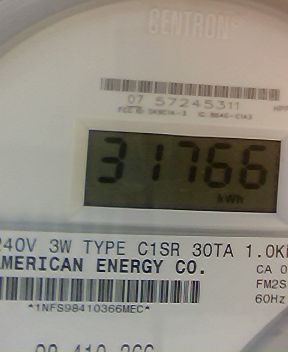 CENTRON
07 57245311
31766
kWh
240V 3W TYPE C1SR 30TA 1.0K
AMERICAN ENERGY CO.
CA 0
FM2S
60Hz
*1NFS98410366MEC*